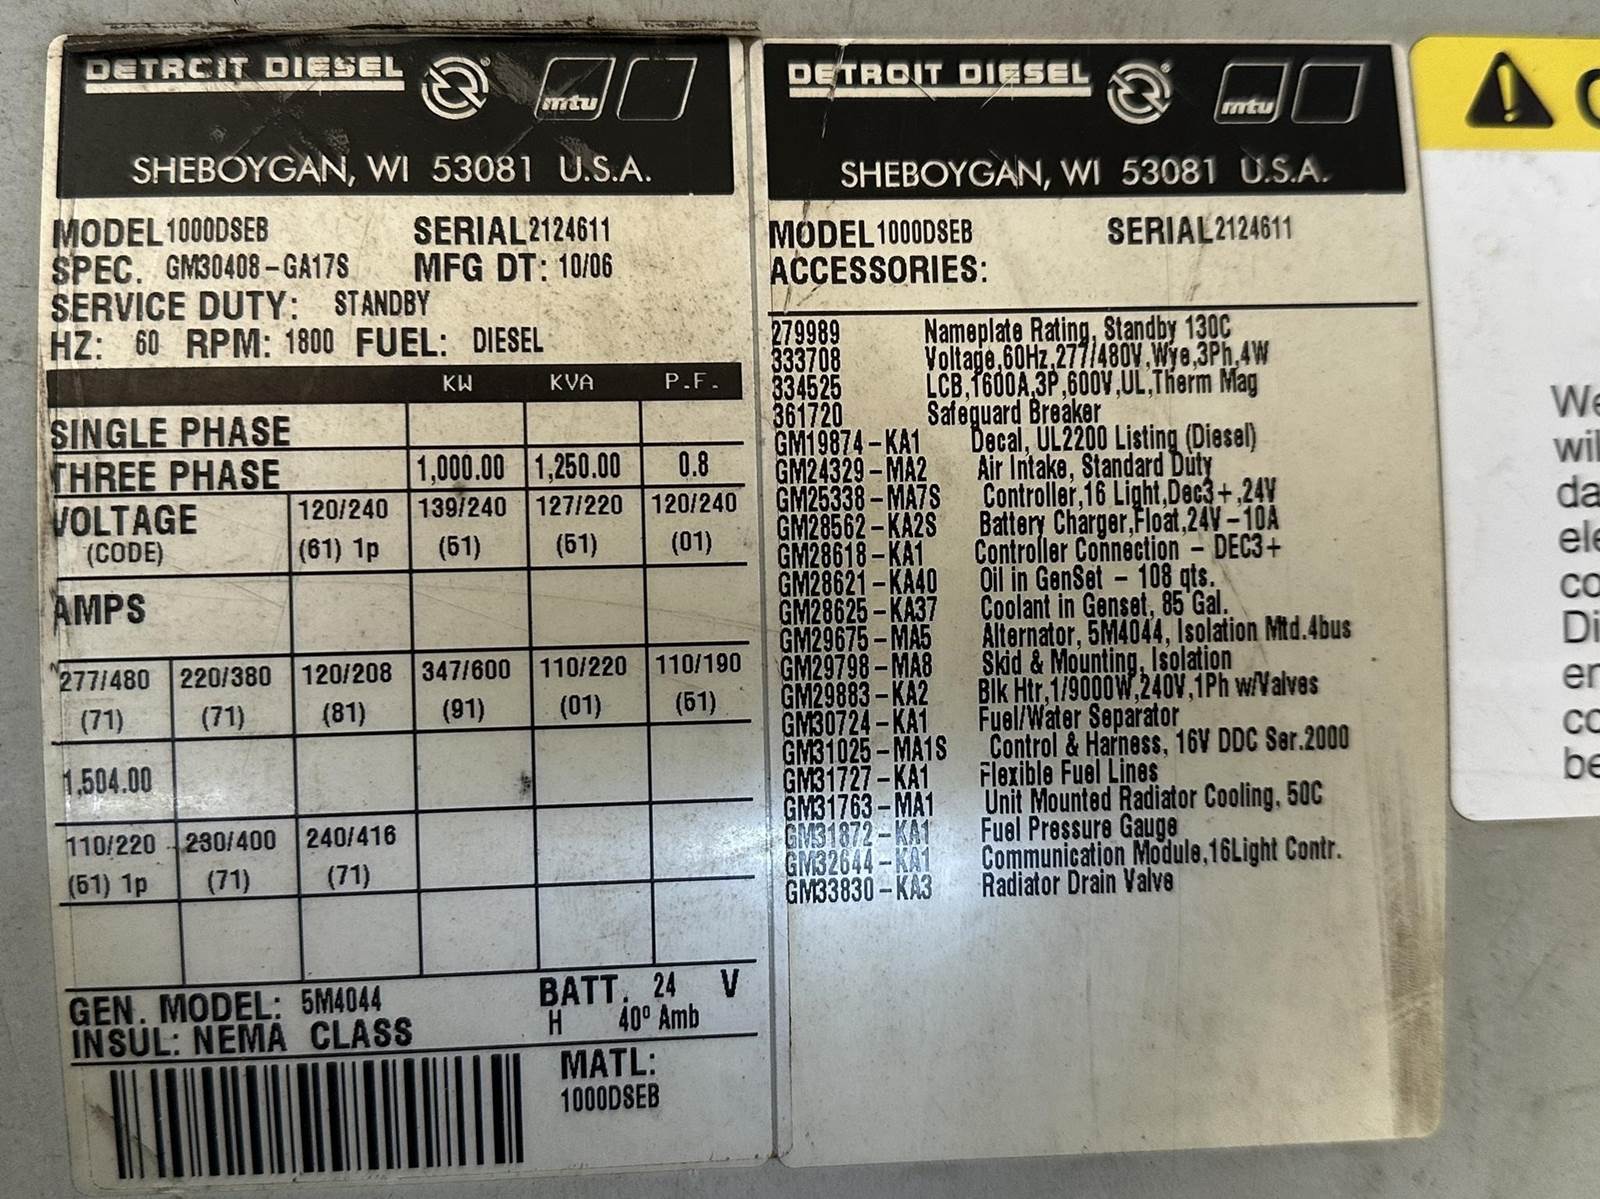 DETROIT DIESEL
mtu
SHEBOYGAN, WI 53081 U.S.A.
MODEL 1000DSEB SERIAL 2124611
SPEC. GM30408-GA17S MFG DT: 10/06
SERVICE DUTY: STANDBY
HZ: 60 RPM: 1800 FUEL: DIESEL
KW KVA P.F.
SINGLE PHASE
THREE PHASE 1,000.00 1,250.00 0.8
VOLTAGE 120/240 139/240 127/220 120/240
(CODE) (61) 1p (51) (51) (01)
AMPS
277/480 220/380 120/208 347/600 110/220 110/190
(71) (71) (81) (91) (01) (51)
1,504.00
110/220 230/400 240/416
(51) 1p (71) (71)
GEN. MODEL: 5M4044 BATT. 24 V
INSUL: NEMA CLASS H 40º Amb
MATL:
1000DSEB
DETROIT DIESEL
mtu
SHEBOYGAN, WI 53081 U.S.A.
MODEL 1000DSEB SERIAL 2124611
ACCESSORIES:
279989 Nameplate Rating, Standby 130C
333708 Voltage,60Hz,277/480V,Wye,3Ph,4W
334525 LCB,1600A,3P,600V,UL,Therm Mag
361720 Safeguard Breaker
GM19874-KA1 Decal, UL2200 Listing (Diesel)
GM24329-MA2 Air Intake, Standard Duty
GM25338-MA7S Controller,16 Light,Dec3+,24V
GM28562-KA2S Battery Charger,Float,24V-10A
GM28618-KA1 Controller Connection - DEC3+
GM28621-KA40 Oil in GenSet - 108 qts.
GM28625-KA37 Coolant in Genset, 85 Gal.
GM29675-MA5 Alternator, 5M4044, Isolation Mtd.4bus
GM29798-MA8 Skid & Mounting, Isolation
GM29883-KA2 Blk Htr,1/9000W,240V,1Ph w/Valves
GM30724-KA1 Fuel/Water Separator
GM31025-MA1S Control & Harness, 16V DDC Ser.2000
GM31727-KA1 Flexible Fuel Lines
GM31763-MA1 Unit Mounted Radiator Cooling, 50C
GM31872-KA1 Fuel Pressure Gauge
GM32644-KA1 Communication Module,16Light Contr.
GM33830-KA3 Radiator Drain Valve